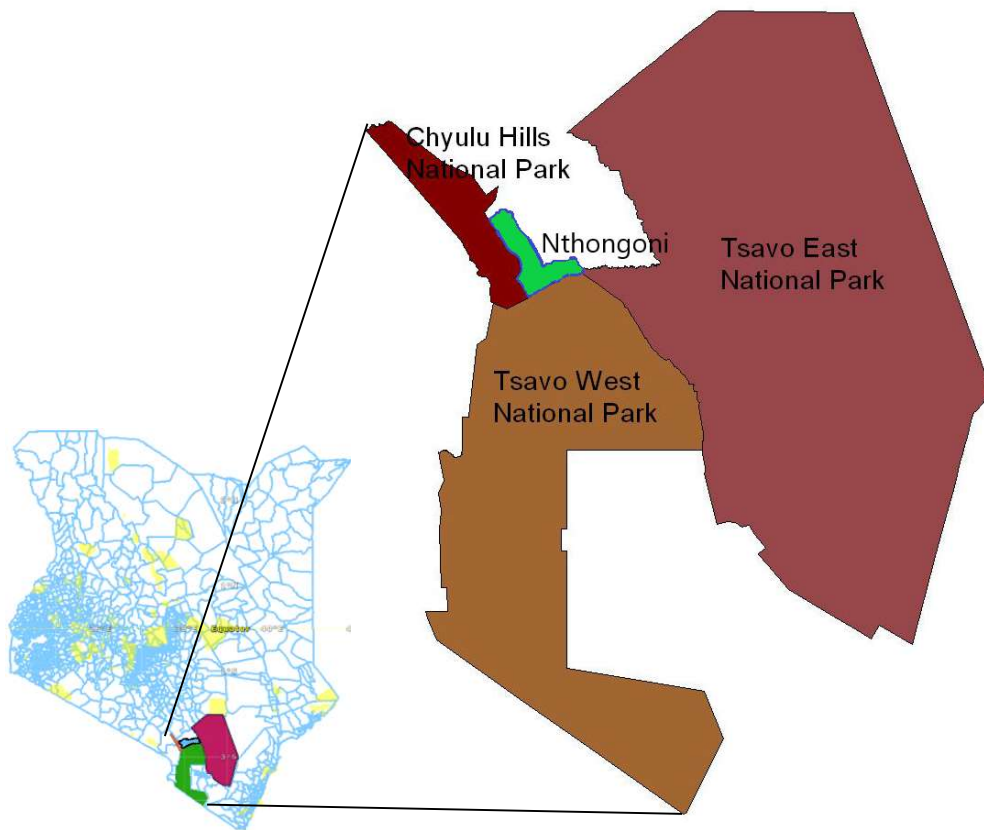 Chyulu Hills
National Park
Nthongoni
Tsavo East
National Park
Tsavo West
National Park
Equator